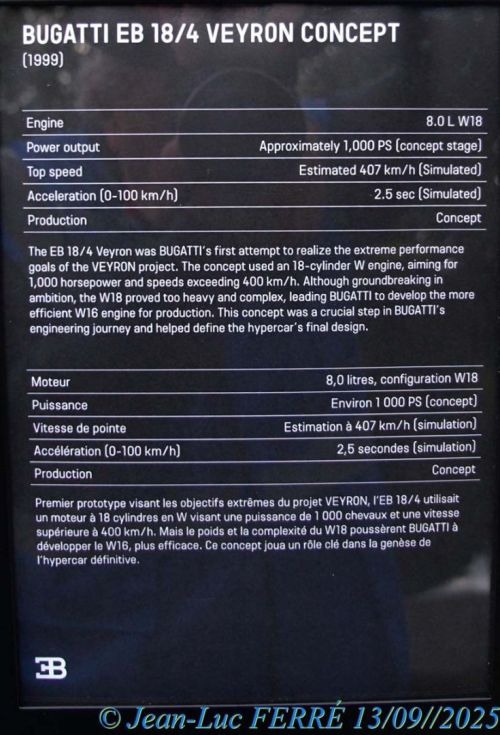 BUGATTI EB 18/4 VEYRON CONCEPT
(1999)
Engine 8.0 L W18
Power output Approximately 1,000 PS (concept stage)
Top speed Estimated 407 km/h (Simulated)
Acceleration (0-100 km/h) 2.5 sec (Simulated)
Production Concept
The EB 18/4 Veyron was BUGATTI's first attempt to realize the extreme performance
goals of the VEYRON project. The concept used an 18-cylinder W engine, aiming for
1,000 horsepower and speeds exceeding 400 km/h. Although groundbreaking in
ambition, the W18 proved too heavy and complex, leading BUGATTI to develop the more
efficient W16 engine for production. This concept was a crucial step in BUGATTI's
engineering journey and helped define the hypercar's final design.
Moteur 8,0 litres, configuration W18
Puissance Environ 1 000 PS (concept)
Vitesse de pointe Estimation à 407 km/h (simulation)
Accélération (0-100 km/h) 2,5 secondes (simulation)
Production Concept
Premier prototype visant les objectifs extrêmes du projet VEYRON, l'EB 18/4 utilisait
un moteur à 18 cylindres en W visant une puissance de 1 000 chevaux et une vitesse
supérieure à 400 km/h. Mais le poids et la complexité du W18 poussèrent BUGATTI à
développer le W16, plus efficace. Ce concept joua un rôle clé dans la genèse de
l'hypercar définitive.
EB
© Jean-Luc FERRÉ 13/09//2025